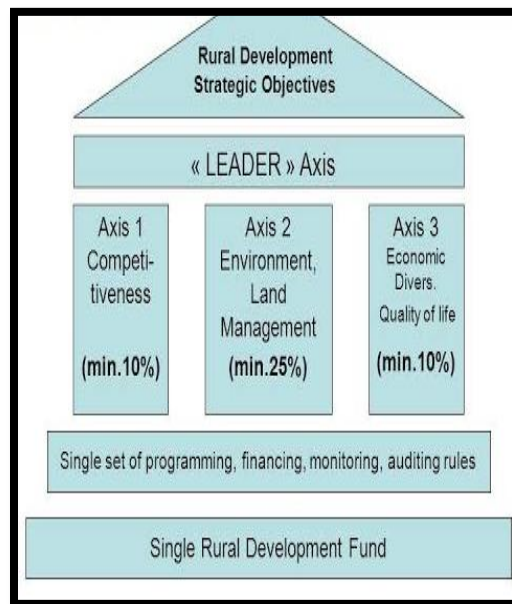 Rural Development
Strategic Objectives
« LEADER » Axis
Axis 1
Competi-
tiveness
(min.10%)
Axis 2
Environment,
Land
Management
(min.25%)
Axis 3
Economic
Divers.
Quality of life
(min.10%)
Single set of programming, financing, monitoring, auditing rules
Single Rural Development Fund